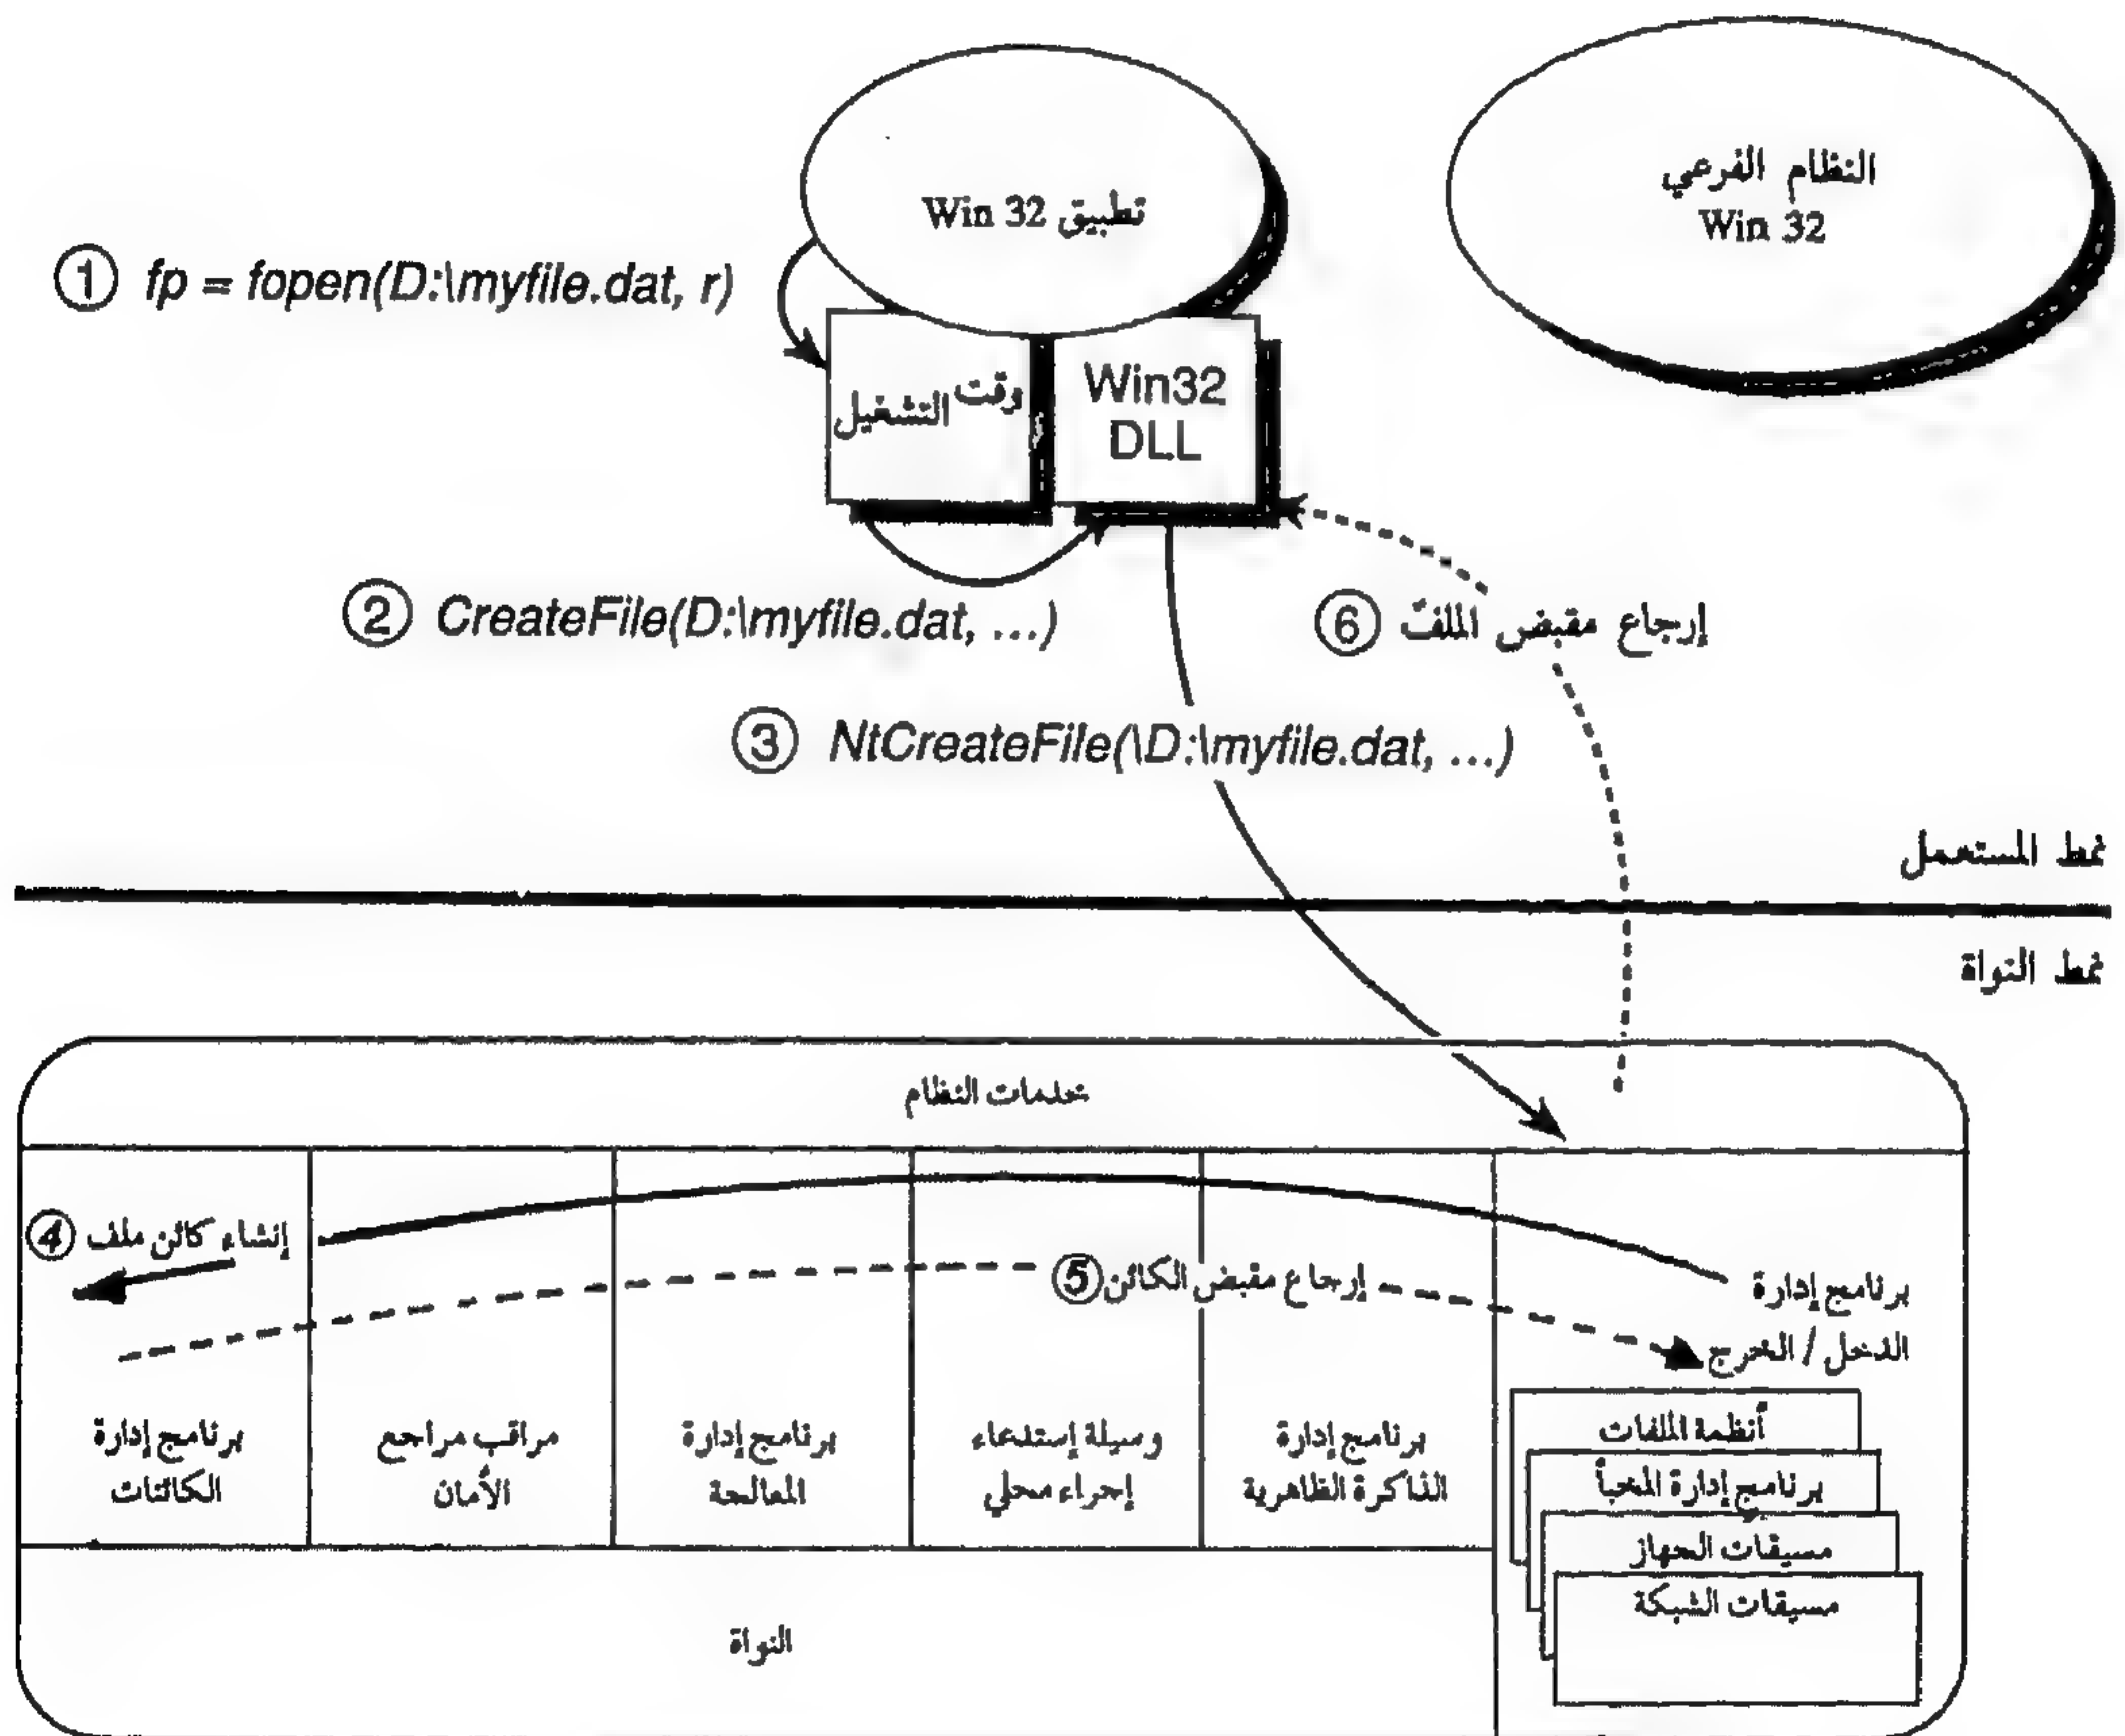 تطبيق Win 32
النظام الفرعي
Win 32
① fp = fopen(D:\myfile.dat, r)
وقت التشغيل
Win32
DLL
② CreateFile(D:\myfile.dat, ...)
⑥ إرجاع مقبض الملف
③ NtCreateFile(\D:\myfile.dat, ...)
نمط المستعمل
نمط النواة
خدمات النظام
④ إنشاء كائن ملف
⑤ إرجاع مقبض الكائن
برنامج إدارة
الدخل / الخرج
برنامج إدارة
الكائنات
مراقب مراجع
الأمان
برنامج إدارة
المعالجة
وسيلة إستدعاء
إجراء محلي
برنامج إدارة
الذاكرة الظاهرية
أنظمة الملفات
برنامج إدارة المخبأ
مسيقات الجهاز
مسيقات الشبكة
النواة